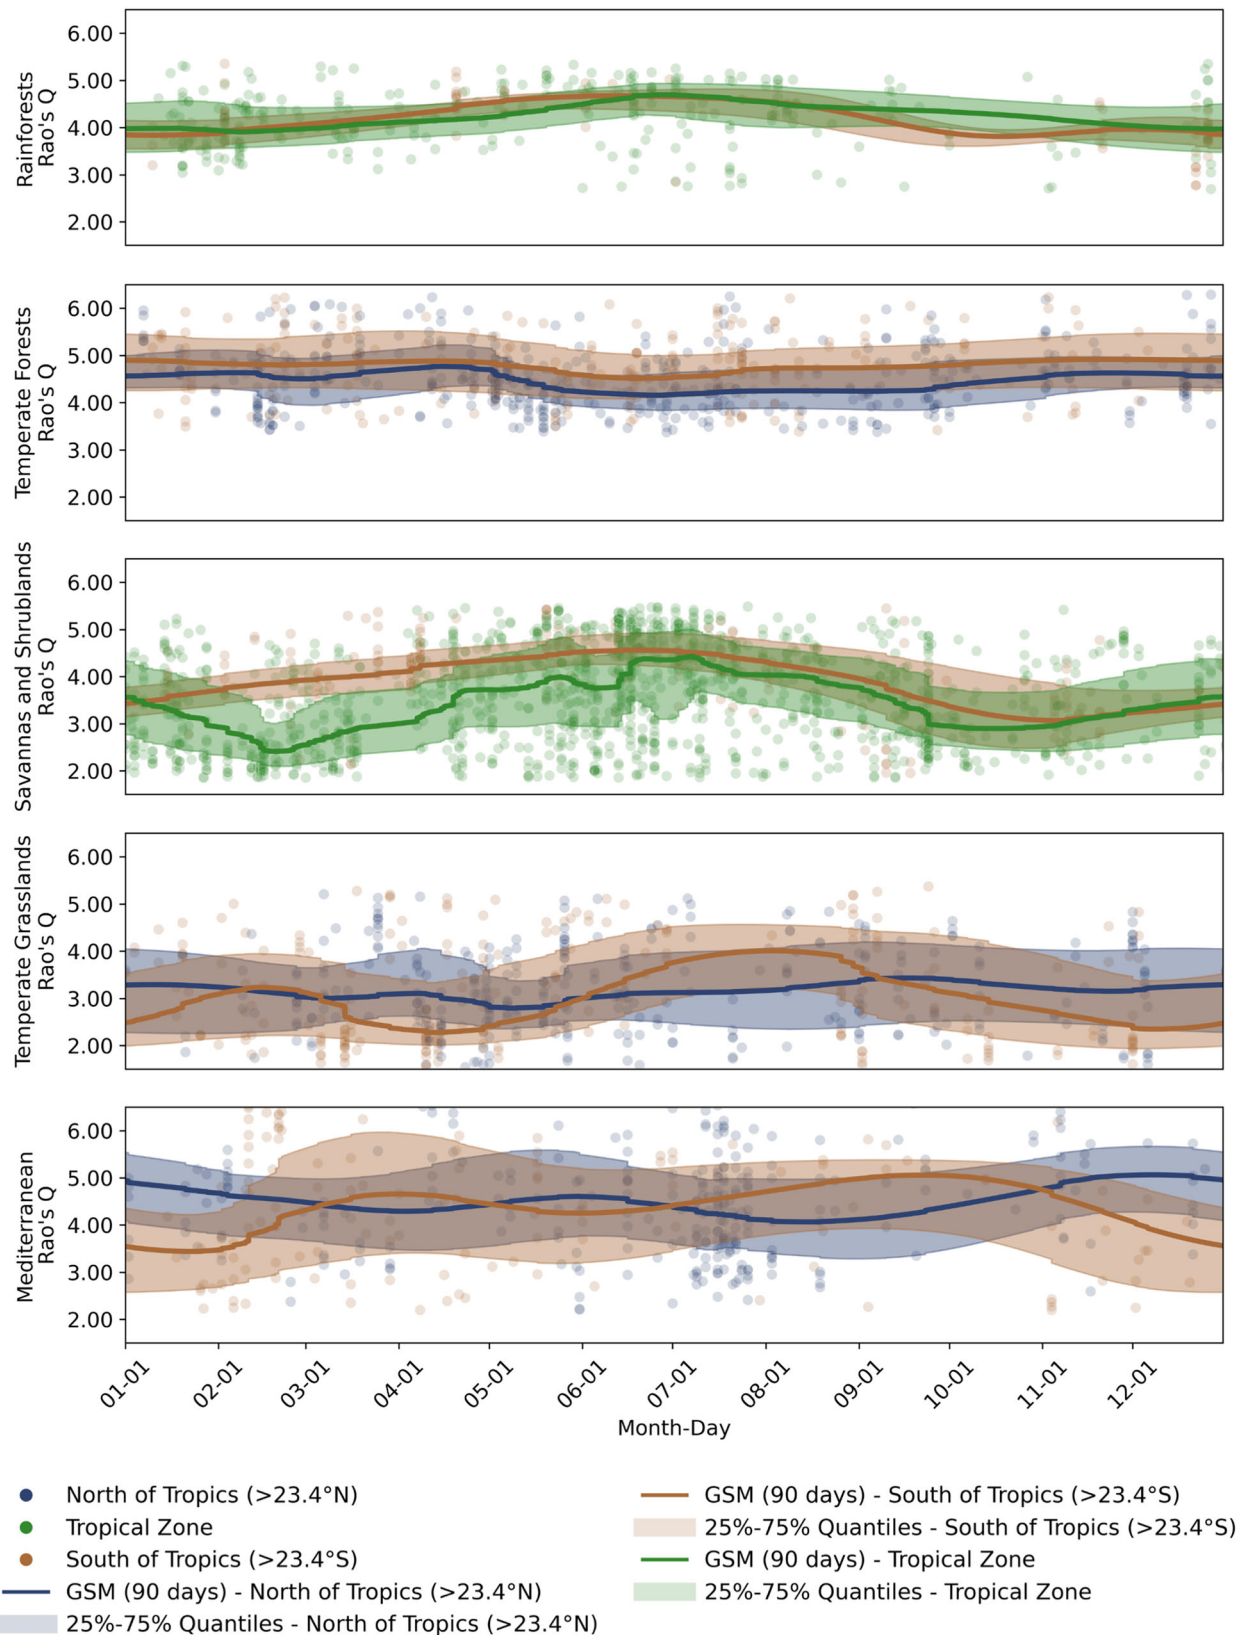 Rainforests
Rao's Q
6.00
5.00
4.00
3.00
2.00
Temperate Forests
Rao's Q
6.00
5.00
4.00
3.00
2.00
Savannas and Shrublands
Rao's Q
6.00
5.00
4.00
3.00
2.00
Temperate Grasslands
Rao's Q
6.00
5.00
4.00
3.00
2.00
Mediterranean
Rao's Q
6.00
5.00
4.00
3.00
2.00
01-01 02-01 03-01 04-01 05-01 06-01 07-01 08-01 09-01 10-01 11-01 12-01
Month-Day
North of Tropics (>23.4°N)
Tropical Zone
South of Tropics (>23.4°S)
GSM (90 days) - North of Tropics (>23.4°N)
25%-75% Quantiles - North of Tropics (>23.4°N)
GSM (90 days) - South of Tropics (>23.4°S)
25%-75% Quantiles - South of Tropics (>23.4°S)
GSM (90 days) - Tropical Zone
25%-75% Quantiles - Tropical Zone